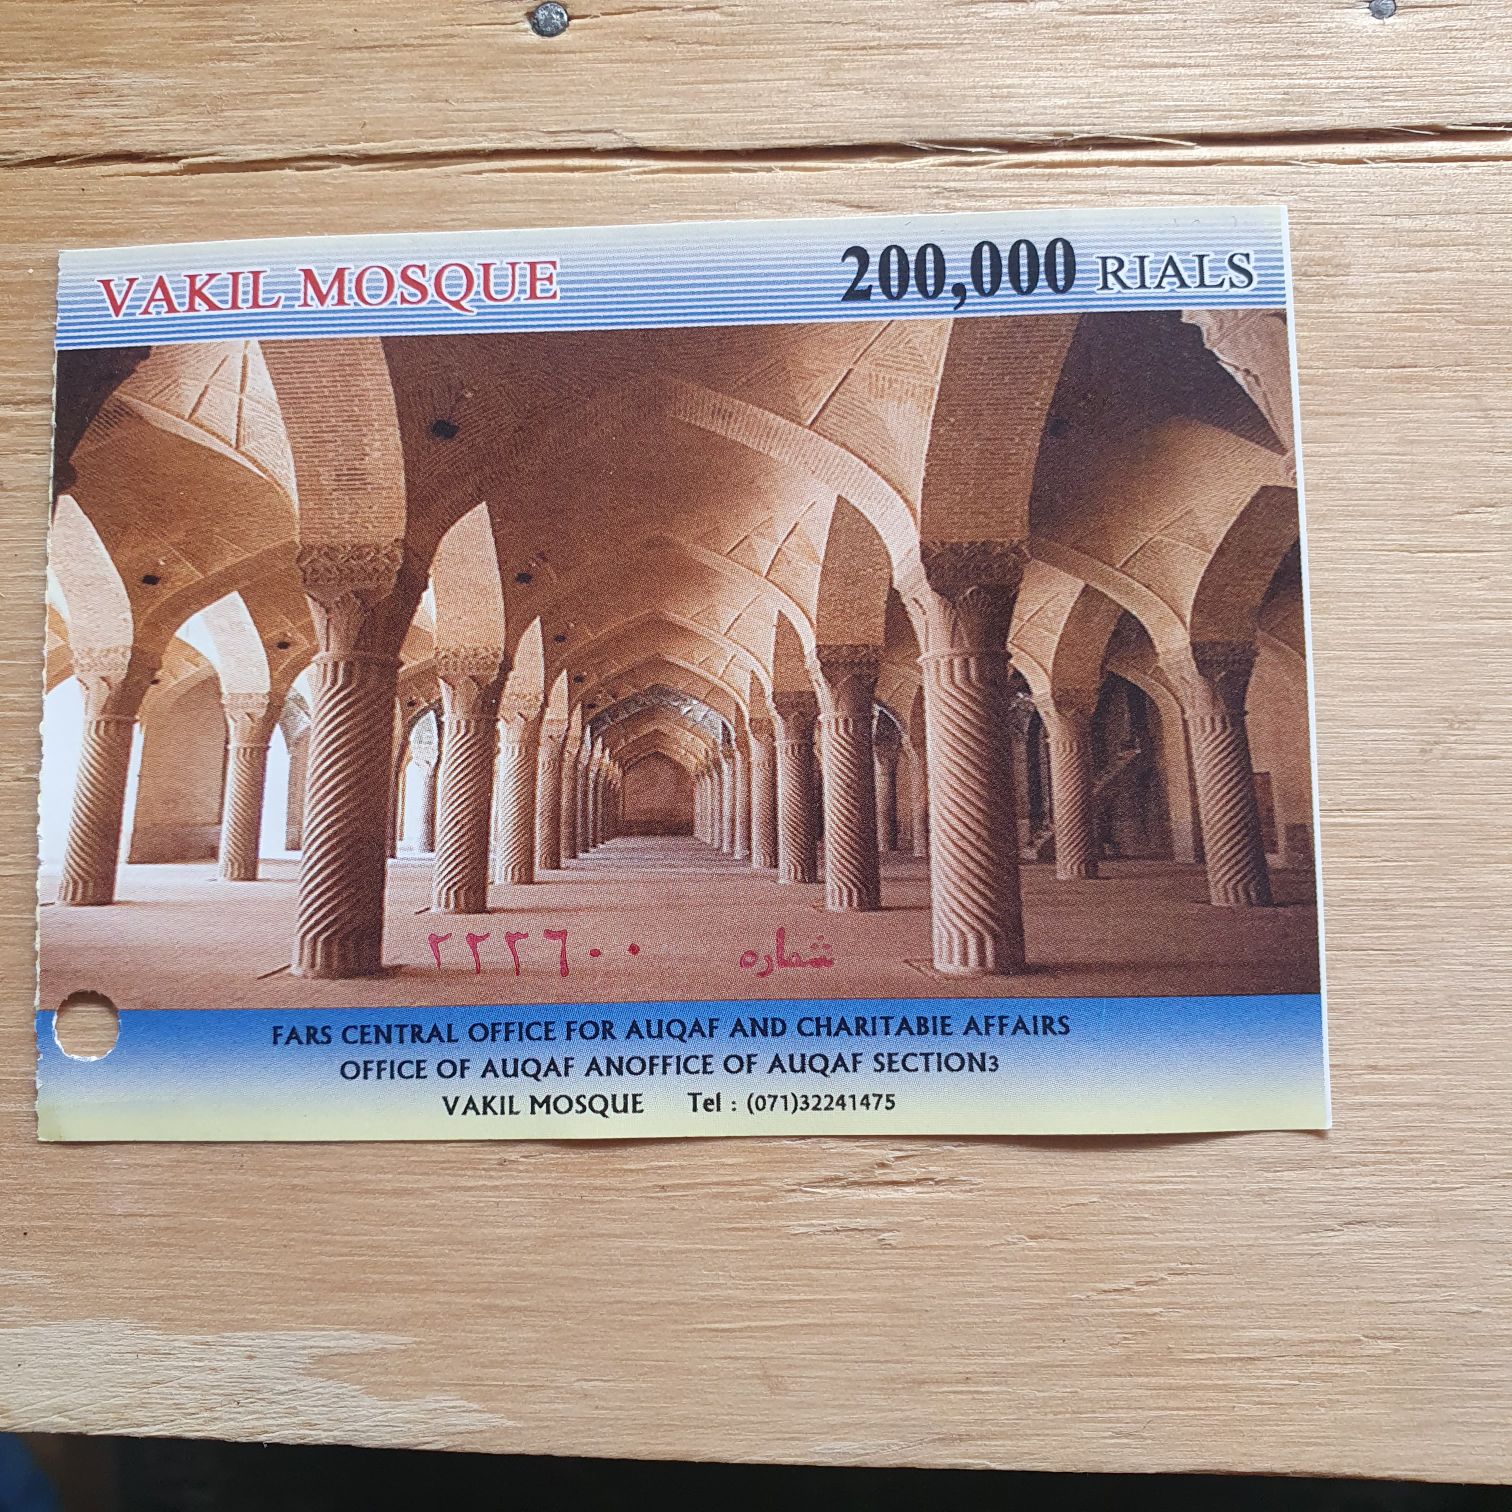 VAKIL MOSQUE
200,000 RIALS
شماره ٢٢٢٦٠٠
FARS CENTRAL OFFICE FOR AUQAF AND CHARITABIE AFFAIRS
OFFICE OF AUQAF ANOFFICE OF AUQAF SECTION3
VAKIL MOSQUE Tel : (071)32241475